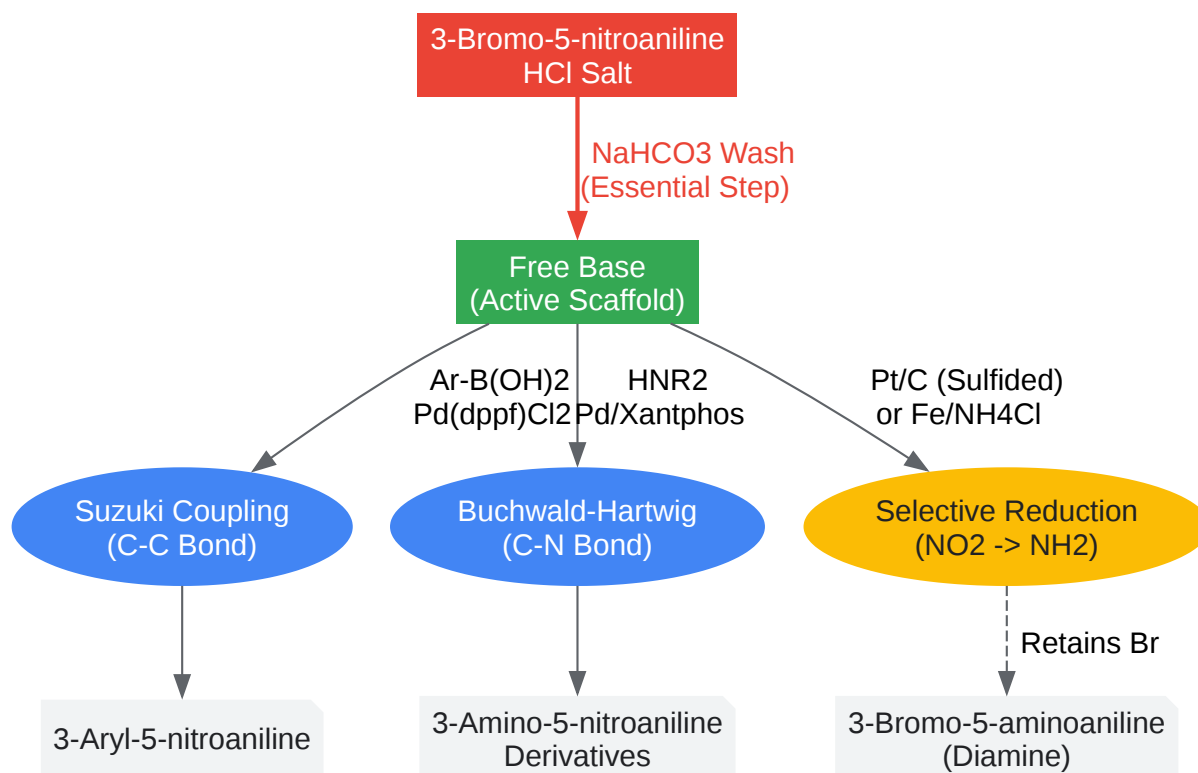 3-Bromo-5-nitroaniline
HCl Salt
NaHCO3 Wash
(Essential Step)
Free Base
(Active Scaffold)
Ar-B(OH)2
Pd(dppf)Cl2
HNR2
Pd/Xantphos
Pt/C (Sulfided)
or Fe/NH4Cl
Suzuki Coupling
(C-C Bond)
Buchwald-Hartwig
(C-N Bond)
Selective Reduction
(NO2 -> NH2)
Retains Br
3-Aryl-5-nitroaniline
3-Amino-5-nitroaniline
Derivatives
3-Bromo-5-aminoaniline
(Diamine)